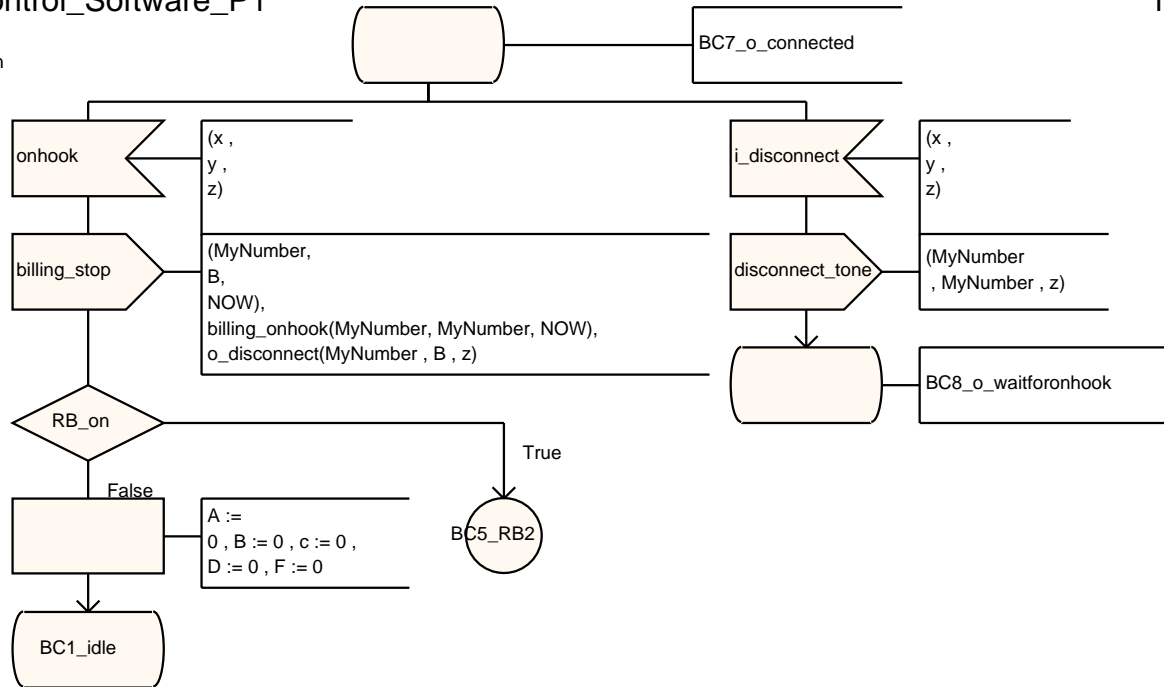 ontrol_Software_P1
BC7_o_connected
onhook
(x ,
y ,
z)
i_disconnect
(x ,
y ,
z)
billing_stop
(MyNumber,
B,
NOW),
billing_onhook(MyNumber, MyNumber, NOW),
o_disconnect(MyNumber , B , z)
disconnect_tone
(MyNumber
, MyNumber , z)
BC8_o_waitforonhook
RB_on
True
False
A :=
0 , B := 0 , c := 0 ,
D := 0 , F := 0
BC5_RB2
BC1_idle